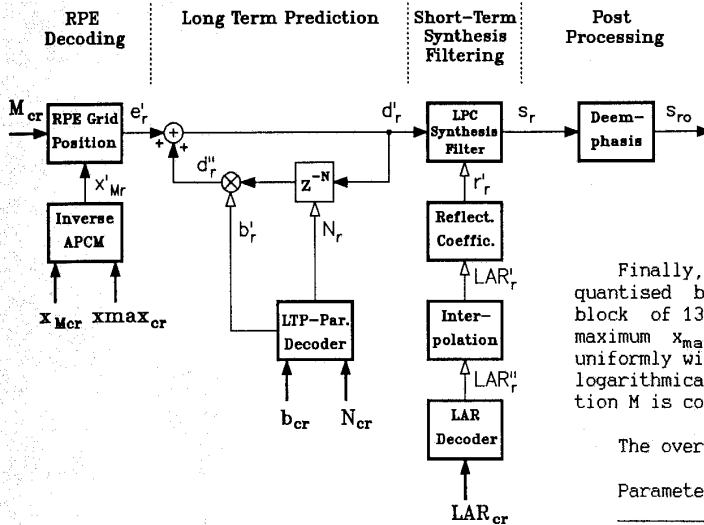 RPE
Decoding
Long Term Prediction
Short-Term
Synthesis
Filtering
Post
Processing
M_cr
RPE Grid
Position
e'_r
+
+
+
d'_r
LPC
Synthesis
Filter
s_r
Deem-
phasis
s_ro
x'_Mr
d''_r
Z^-N
r'_r
Inverse
APCM
b'_r
N_r
Reflect.
Coeffic.
x_Mcr xmax_cr
LAR'_r
LTP-Par.
Decoder
Inter-
polation
b_cr N_cr
LAR''_r
LAR
Decoder
LAR_cr
Finally,
quantised b
block of 13
maximum x_ma
uniformly wi
logarithmica
tion M is co
The over
Paramete